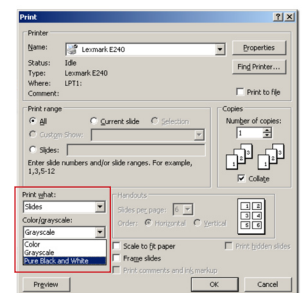 Print
Printer
Name: Lexmark E240 Properties
Status: Idle
Type: Lexmark E240 Find Printer...
Where: LPT1:
Comment: Print to file
Print range Copies
All Current slide Selection Number of copies:
Custom Show: 1
Slides:
Enter slide numbers and/or slide ranges. For example,
1,3,5-12
Collate
Print what: Handouts
Slides Slides per page: 6
Color/grayscale: Order: Horizontal Vertical
Grayscale
Color Scale to fit paper Print hidden slides
Grayscale Frame slides
Pure Black and White
Print comments and ink markup
Preview OK Cancel